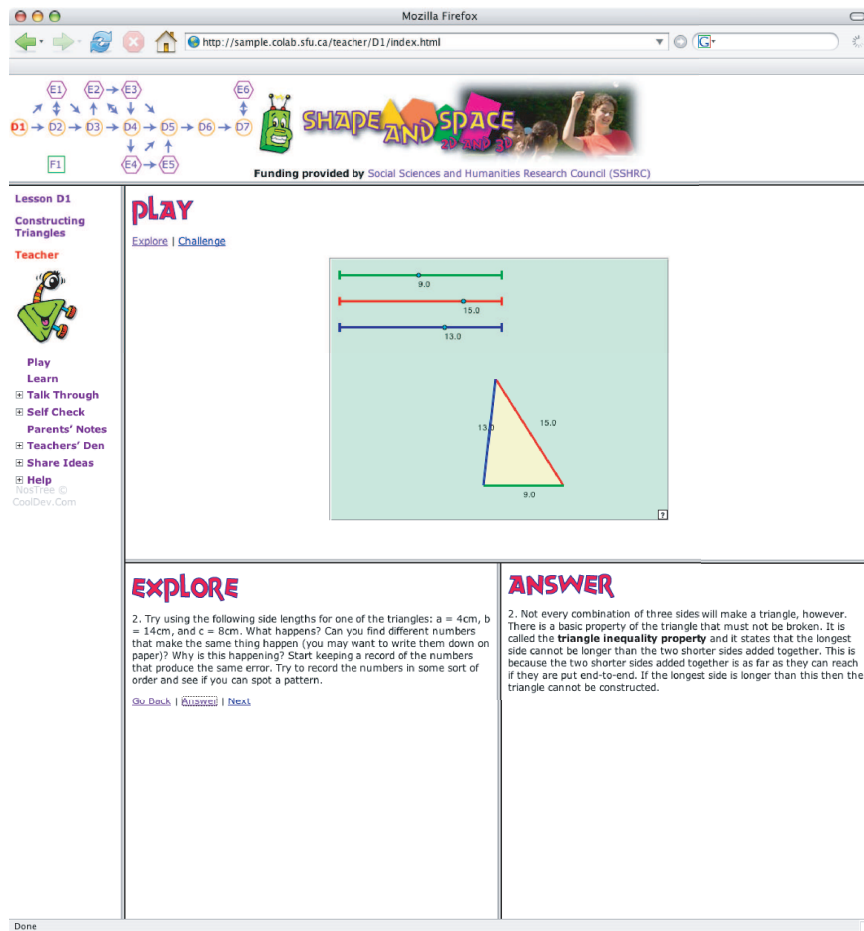 Mozilla Firefox
http://sample.colab.sfu.ca/teacher/D1/index.html
G
E1 E2 E3 E6
D1 D2 D3 D4 D5 D6 D7
F1 E4 E5
SHAPE AND SPACE
2D AND 3D
Funding provided by Social Sciences and Humanities Research Council (SSHRC)
Lesson D1
Constructing
Triangles
Teacher
Play
Learn
Talk Through
Self Check
Parents' Notes
Teachers' Den
Share Ideas
Help
NosTree ©
CoolDev.Com
PLAY
Explore | Challenge
9.0
15.0
13.0
13.0
15.0
9.0
?
EXPLORE
2. Try using the following side lengths for one of the triangles: a = 4cm, b
= 14cm, and c = 8cm. What happens? Can you find different numbers
that make the same thing happen (you may want to write them down on
paper)? Why is this happening? Start keeping a record of the numbers
that produce the same error. Try to record the numbers in some sort of
order and see if you can spot a pattern.
Go Back | Answer | Next
ANSWER
2. Not every combination of three sides will make a triangle, however.
There is a basic property of the triangle that must not be broken. It is
called the triangle inequality property and it states that the longest
side cannot be longer than the two shorter sides added together. This is
because the two shorter sides added together is as far as they can reach
if they are put end-to-end. If the longest side is longer than this then the
triangle cannot be constructed.
Done